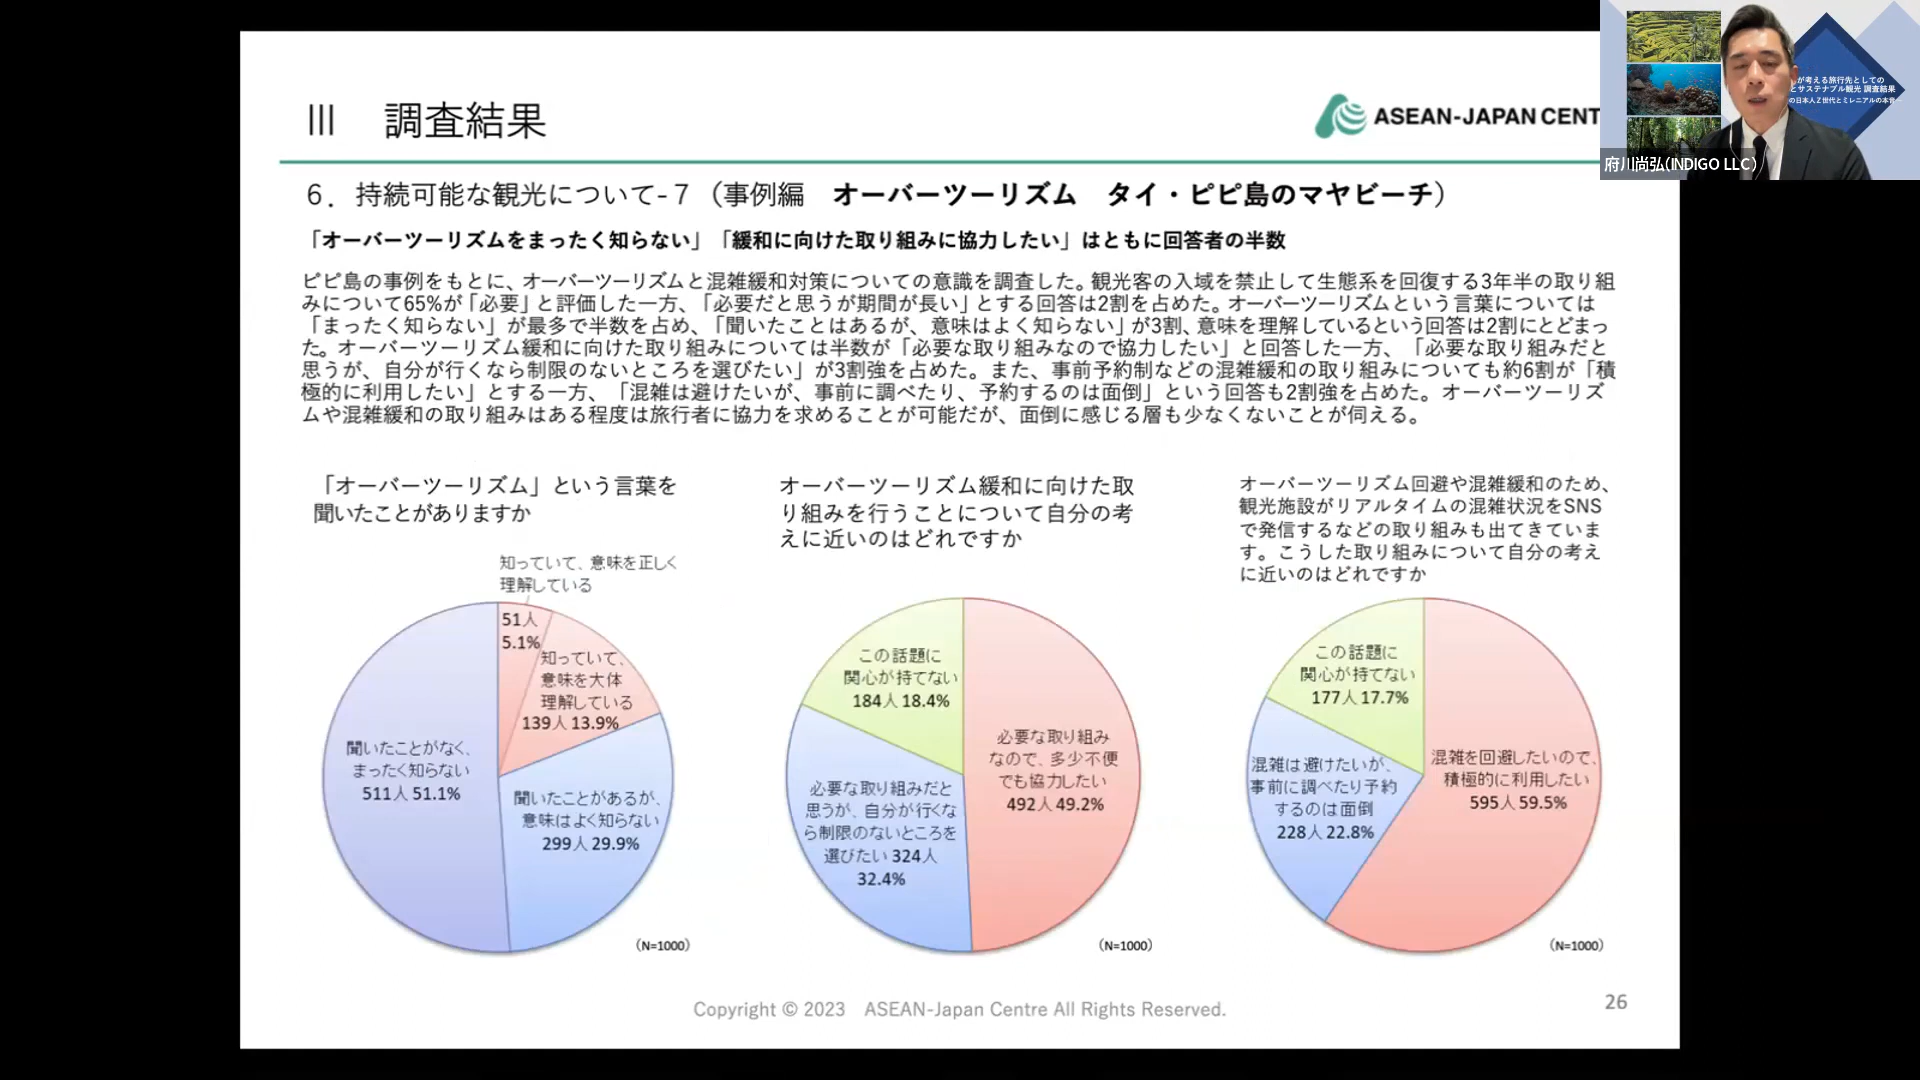 III　調査結果
ASEAN-JAPAN CENT
が考える旅行先としての
とサステナブル観光 調査結果
の日本人Z世代とミレニアルの本音
府川尚弘(INDIGO LLC)
6．持続可能な観光について-７（事例編　オーバーツーリズム　タイ・ピピ島のマヤビーチ）
「オーバーツーリズムをまったく知らない」「緩和に向けた取り組みに協力したい」はともに回答者の半数
ピピ島の事例をもとに、オーバーツーリズムと混雑緩和対策についての意識を調査した。観光客の入域を禁止して生態系を回復する3年半の取り組
みについて65%が「必要」と評価した一方、「必要だと思うが期間が長い」とする回答は2割を占めた。オーバーツーリズムという言葉については
「まったく知らない」が最多で半数を占め、「聞いたことはあるが、意味はよく知らない」が3割、意味を理解しているという回答は2割にとどまっ
た。オーバーツーリズム緩和に向けた取り組みについては半数が「必要な取り組みなので協力したい」と回答した一方、「必要な取り組みだと
思うが、自分が行くなら制限のないところを選びたい」が3割強を占めた。また、事前予約制などの混雑緩和の取り組みについても約6割が「積
極的に利用したい」とする一方、「混雑は避けたいが、事前に調べたり、予約するのは面倒」という回答も2割強を占めた。オーバーツーリズ
ムや混雑緩和の取り組みはある程度は旅行者に協力を求めることが可能だが、面倒に感じる層も少なくないことが伺える。
「オーバーツーリズム」という言葉を
聞いたことがありますか
知っていて、意味を正しく
理解している
51人
5.1%
知っていて、
意味を大体
理解している
139人 13.9%
聞いたことがなく、
まったく知らない
511人 51.1%
聞いたことがあるが、
意味はよく知らない
299人 29.9%
（N=1000）
オーバーツーリズム緩和に向けた取
り組みを行うことについて自分の考
えに近いのはどれですか
この話題に
関心が持てない
184人 18.4%
必要な取り組み
なので、多少不便
でも協力したい
492人 49.2%
必要な取り組みだと
思うが、自分が行くな
ら制限のないところを
選びたい 324人
32.4%
（N=1000）
オーバーツーリズム回避や混雑緩和のため、
観光施設がリアルタイムの混雑状況をSNS
で発信するなどの取り組みも出てきていま
す。こうした取り組みについて自分の考え
に近いのはどれですか
この話題に
関心が持てない
177人 17.7%
混雑を回避したいので、
積極的に利用したい
595人 59.5%
混雑は避けたいが、
事前に調べたり予約
するのは面倒
228人 22.8%
（N=1000）
Copyright © 2023　ASEAN-Japan Centre All Rights Reserved.
26